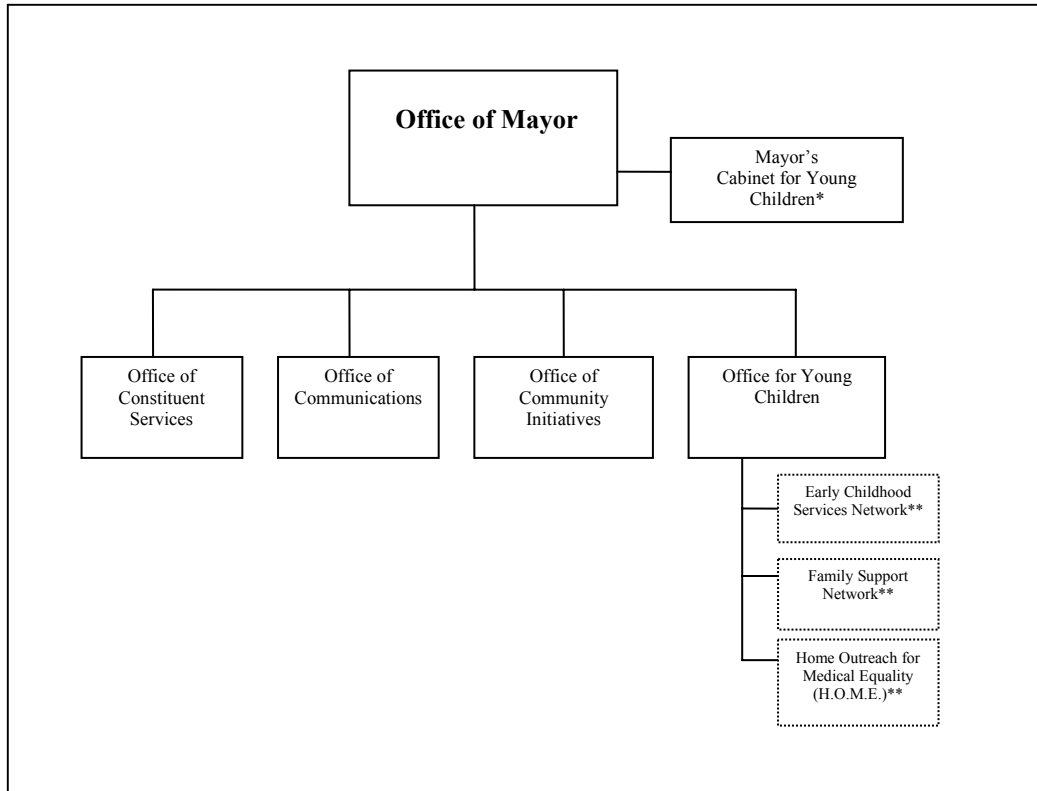 Office of Mayor
Mayor’s
Cabinet for Young
Children*
Office of
Constituent
Services
Office of
Communications
Office of
Community
Initiatives
Office for Young
Children
Early Childhood
Services Network**
Family Support
Network**
Home Outreach for
Medical Equality
(H.O.M.E.)**